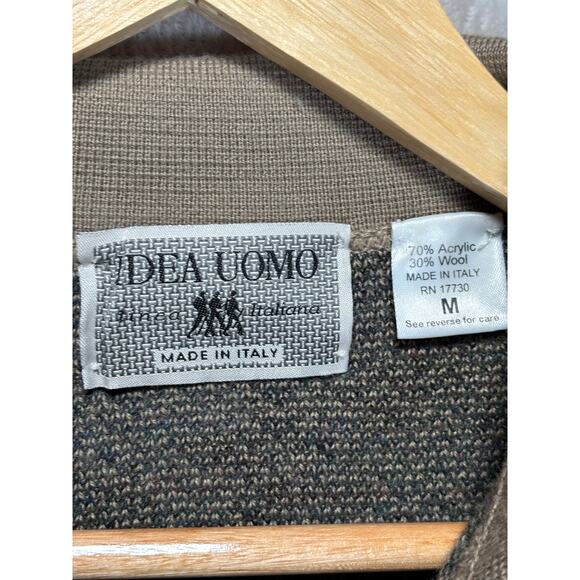 IDEA UOMO
Linea Italiana
MADE IN ITALY
70% Acrylic
30% Wool
MADE IN ITALY
RN 17730
M
See reverse for care